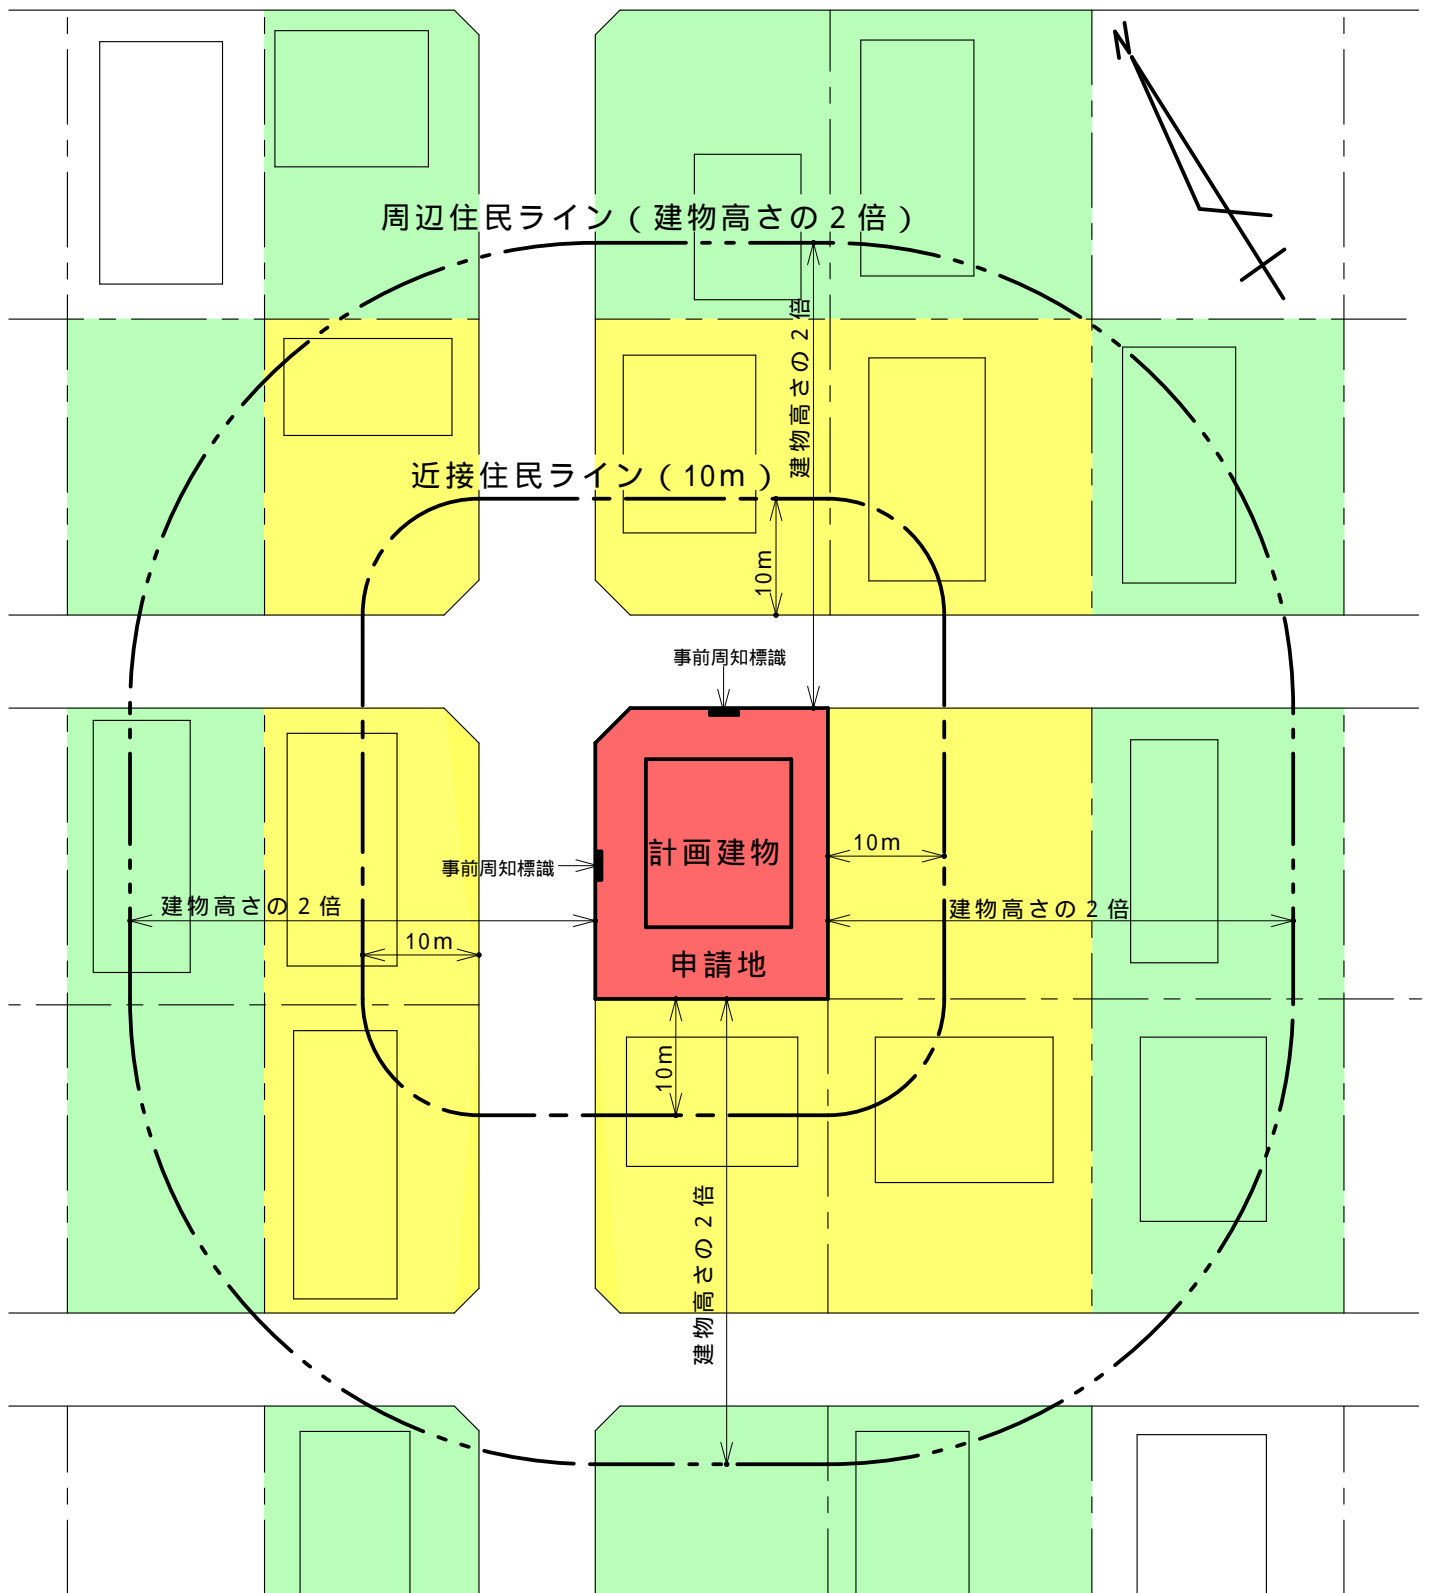 N
周辺住民ライン（建物高さの２倍）
建物高さの２倍
近接住民ライン（10m）
10m
事前周知標識
計画建物
10m
事前周知標識
建物高さの２倍
建物高さの２倍
10m
申請地
10m
建物高さの２倍